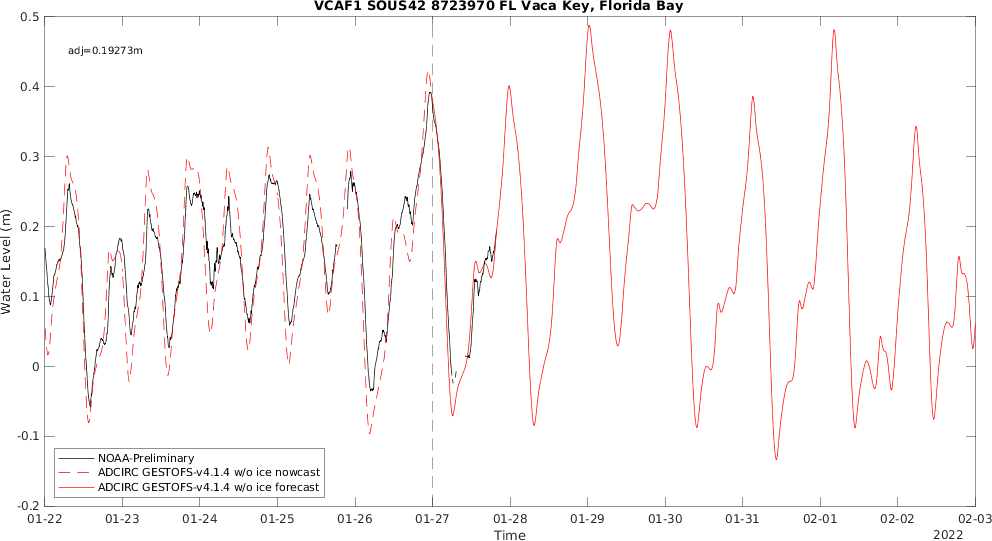 VCAF1 SOUS42 8723970 FL Vaca Key, Florida Bay
adj=0.19273m
0.5
0.4
0.3
0.2
0.1
0
-0.1
-0.2
Water Level (m)
NOAA-Preliminary
ADCIRC GESTOFS-v4.1.4 w/o ice nowcast
ADCIRC GESTOFS-v4.1.4 w/o ice forecast
01-22 01-23 01-24 01-25 01-26 01-27 01-28 01-29 01-30 01-31 02-01 02-02 02-03
Time
2022